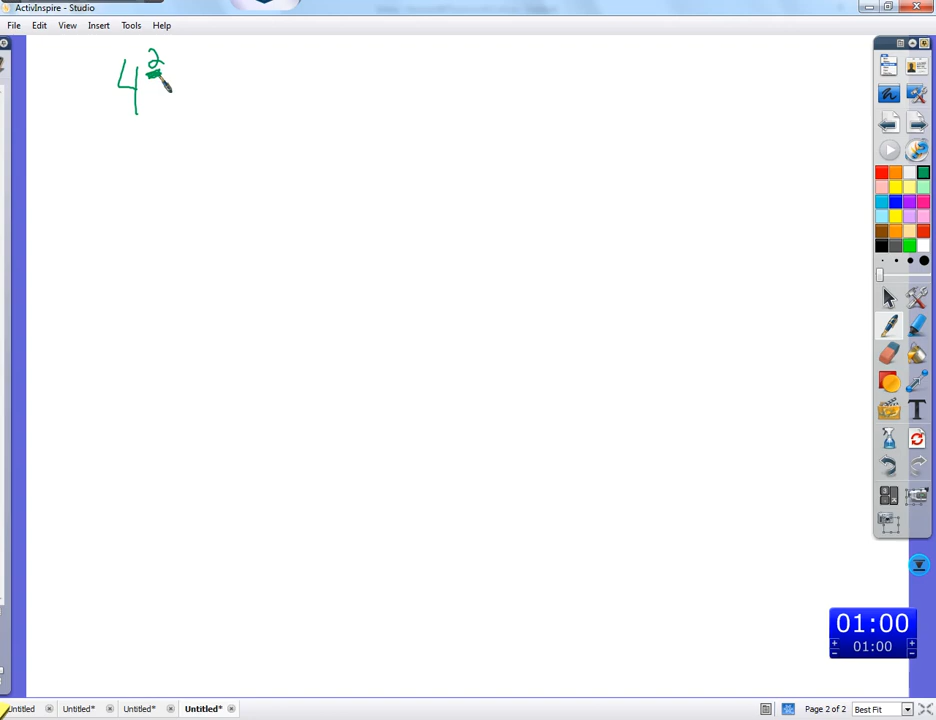 ActivInspire - Studio
File Edit View Insert Tools Help
4²
01:00
01:00
Untitled Untitled* Untitled* Untitled* Page 2 of 2 Best Fit